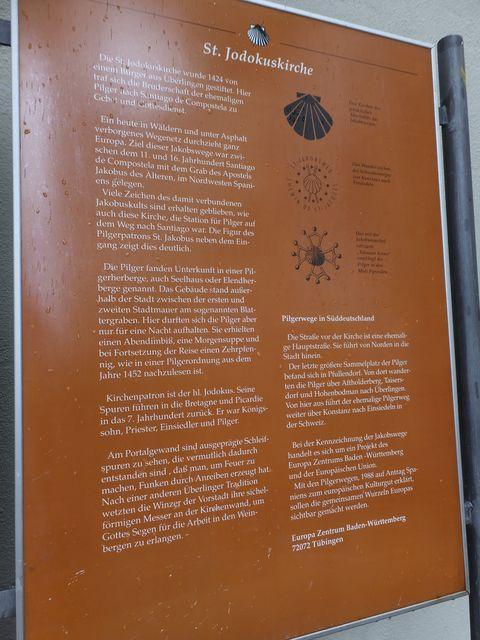 St. Jodokuskirche
Die St. Jodokuskirche wurde 1424 von
einem Bürger aus Überlingen gestiftet. Hier
traf sich die Bruderschaft der ehemaligen
Pilger nach Santiago de Compostela zu
Gebet und Gottesdienst.
Ein heute in Wäldern und unter Asphalt
verborgenes Wegenetz durchzieht ganz
Europa. Ziel dieser Jakobswege war zwi-
schen dem 11. und 16. Jahrhundert Santiago
de Compostela mit dem Grab des Apostels
Jakobus des Älteren, im Nordwesten Spani-
ens gelegen.
Viele Zeichen des damit verbundenen
Jakobuskults sind erhalten geblieben, wie
auch diese Kirche, die Station für Pilger auf
dem Weg nach Santiago war. Die Figur des
Pilgerpatrons St. Jakobus neben dem Ein-
gang zeigt dies deutlich.
Die Pilger fanden Unterkunft in einer Pil-
gerherberge, auch Seelhaus oder Elendher-
berge genannt. Das Gebäude stand außer-
halb der Stadt zwischen der ersten und
zweiten Stadtmauer am sogenannten Blat-
tergraben. Hier durften sich die Pilger aber
nur für eine Nacht aufhalten. Sie erhielten
einen Abendimbiß, eine Morgensuppe und
bei Fortsetzung der Reise einen Zehrpfen-
nig, wie in einer Pilgerordnung aus dem
Jahre 1452 nachzulesen ist.
Kirchenpatron ist der hl. Jodokus. Seine
Spuren führen in die Bretagne und Picardie
in das 7. Jahrhundert zurück. Er war Königs-
sohn, Priester, Einsiedler und Pilger.
Am Portalgewand sind ausgeprägte Schleif-
spuren zu sehen, die vermutlich dadurch
entstanden sind, daß man, um Feuer zu
machen, Funken durch Anreiben erzeugt hat.
Nach einer anderen Überlinger Tradition
wetzten die Winzer der Vorstadt ihre sichel-
förmigen Messer an der Kirchenwand, um
Gottes Segen für die Arbeit in den Wein-
bergen zu erlangen.
Pilgerwege in Süddeutschland
Die Straße vor der Kirche ist eine ehemali-
ge Hauptstraße. Sie führt von Norden in die
Stadt hinein.
Der letzte größere Sammelplatz der Pilger
befand sich in Pfullendorf. Von dort wander-
ten die Pilger über Aftholderberg, Taisers-
dorf und Hohenbodman nach Überlingen.
Von hier aus führt der ehemalige Pilgerweg
weiter über Konstanz nach Einsiedeln in
der Schweiz.
Bei der Kennzeichnung der Jakobswege
handelt es sich um ein Projekt des
Europa Zentrums Baden-Württemberg
und der Europäischen Union.
Mit den Pilgerwegen, 1988 auf Antrag Spa-
niens zum europäischen Kulturgut erklärt,
sollen die gemeinsamen Wurzeln Europas
sichtbar gemacht werden.
Europa Zentrum Baden-Württemberg
72072 Tübingen